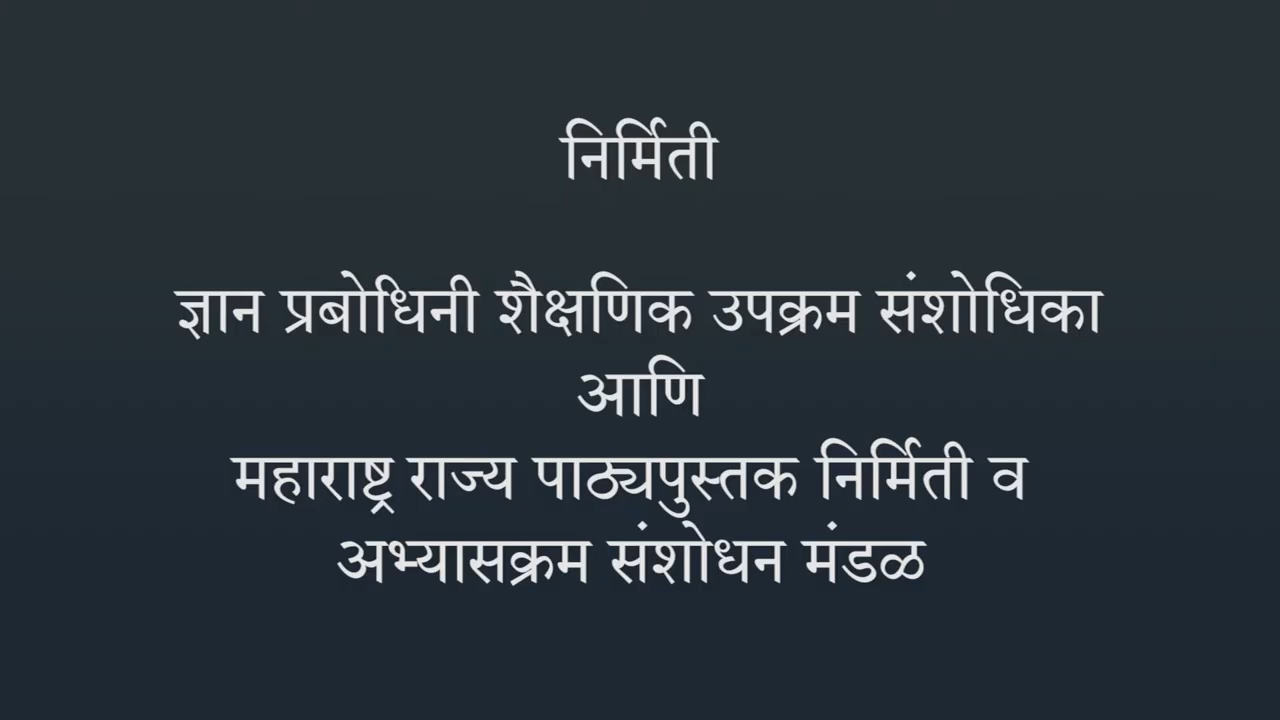 निर्मिती
ज्ञान प्रबोधिनी शैक्षणिक उपक्रम संशोधिका
आणि
महाराष्ट्र राज्य पाठ्यपुस्तक निर्मिती व
अभ्यासक्रम संशोधन मंडळ